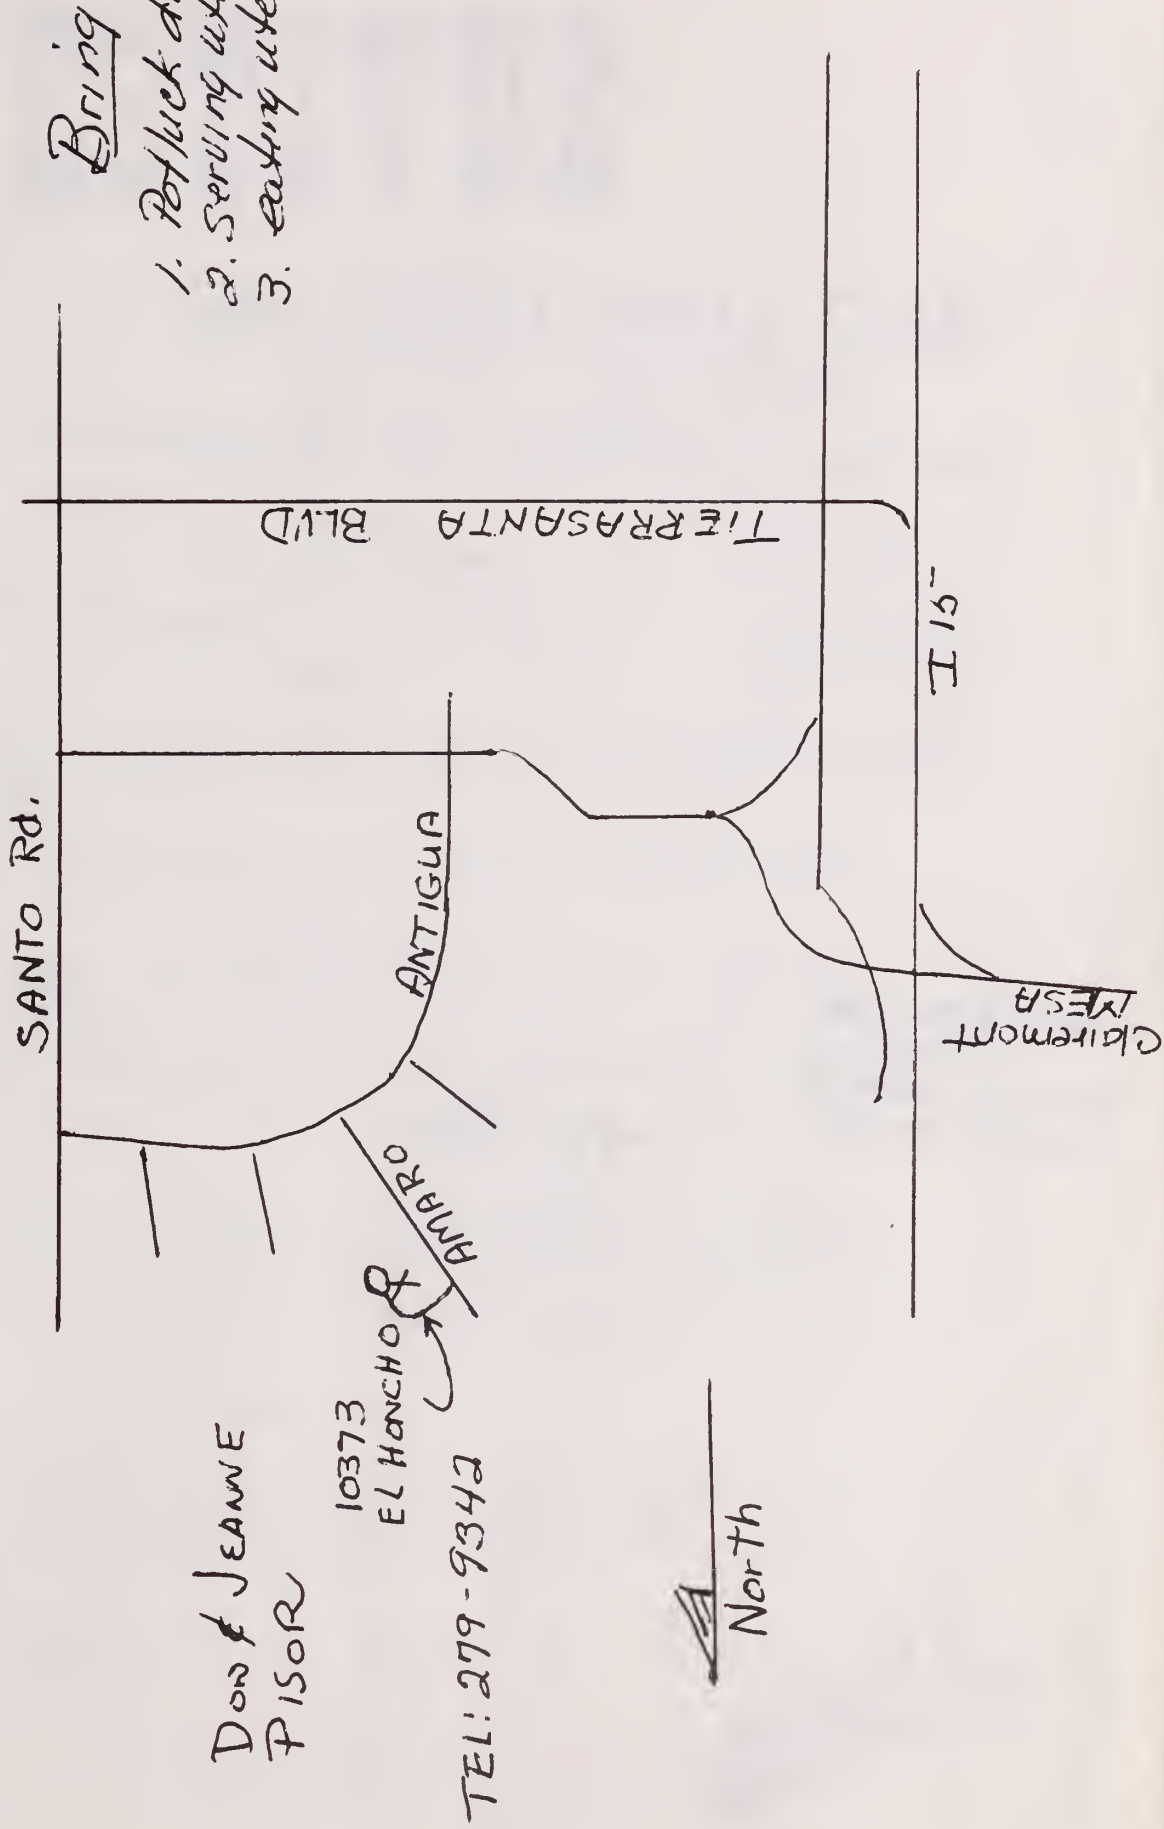 DON & JEANNE
PISOR
10373
EL HONCHO
TEL: 279-9342
North
SANTO Rd.
AMARO
ANTIGUA
TIERRASANTA BLVD
I 15
Clairemont
MESA
Bring
1. Potluck
2. Serving
3. eating